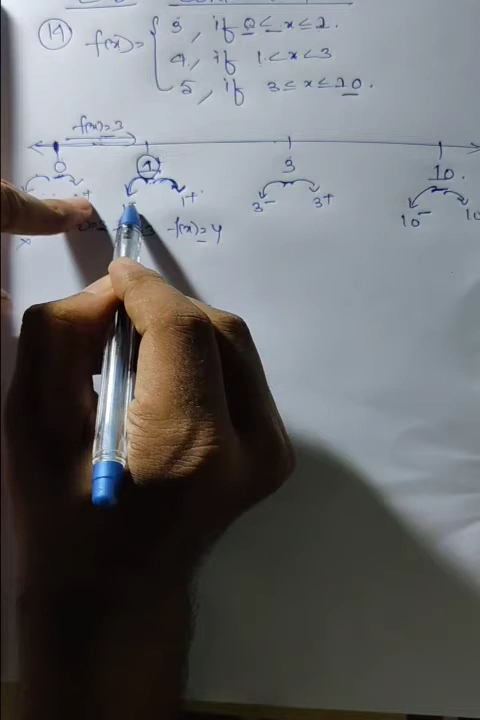 (14) f(x) = { 3, if 0 ≤ x ≤ 1.
4, if 1 < x < 3
5, if 3 ≤ x ≤ 10.
f(x)=3
0 1 3 10.
1+ 3- 3+ 10- 10
x f(x)=4